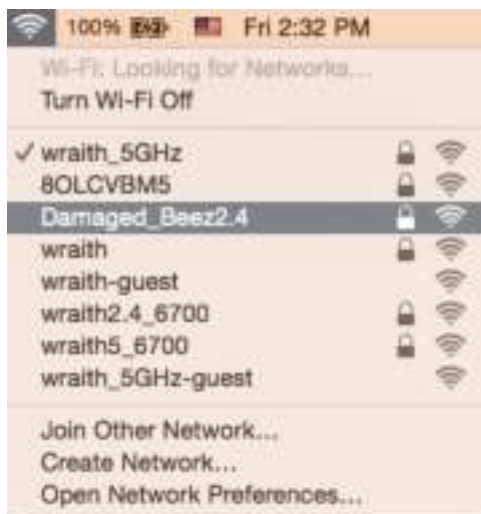 100% Fri 2:32 PM
Wi-Fi: Looking for Networks...
Turn Wi-Fi Off
wraith_5GHz
8OLCVBM5
Damaged_Beez2.4
wraith
wraith-guest
wraith2.4_6700
wraith5_6700
wraith_5GHz-guest
Join Other Network...
Create Network...
Open Network Preferences...